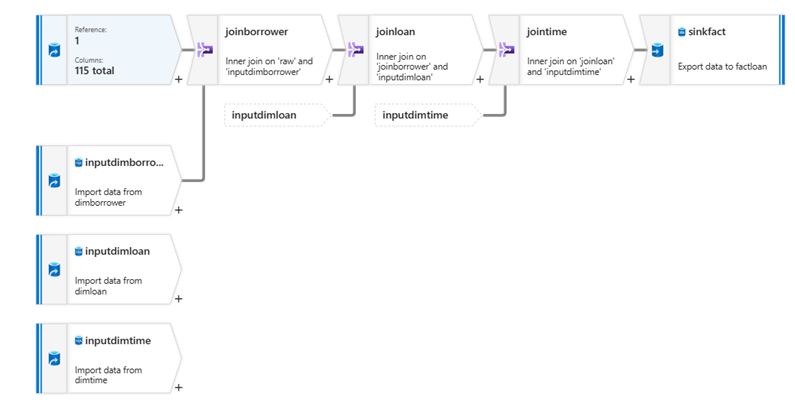 Reference:
1
Columns:
115 total
+
joinborrower
Inner join on 'raw' and
'inputdimborrower'
+
joinloan
Inner join on
'joinborrower' and
'inputdimloan'
+
jointime
Inner join on 'joinloan'
and 'inputdimtime'
+
sinkfact
Export data to factloan
inputdimloan
inputdimtime
inputdimborro...
Import data from
dimborrower
+
inputdimloan
Import data from
dimloan
+
inputdimtime
Import data from
dimtime
+